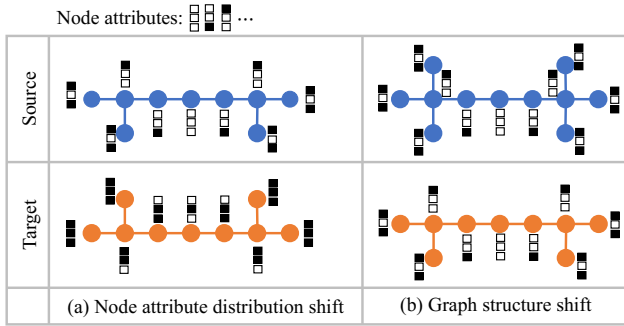 Node attributes: ...
Source
Target
(a) Node attribute distribution shift
(b) Graph structure shift